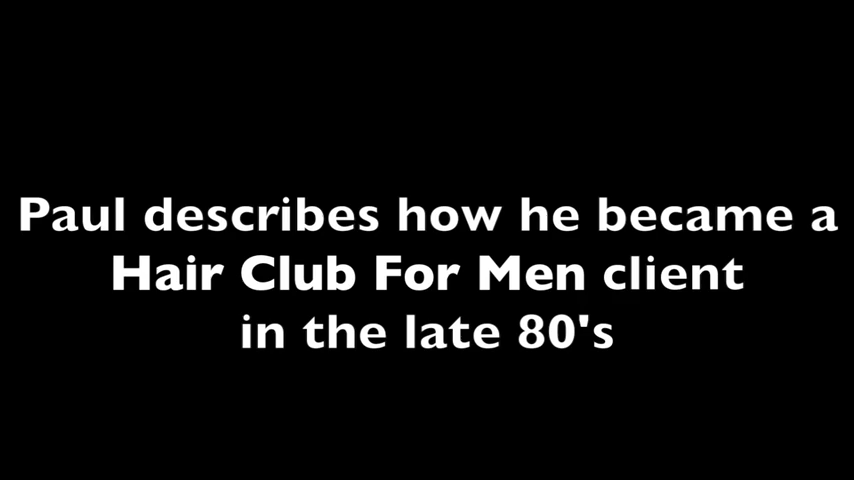 Paul describes how he became a
Hair Club For Men client
in the late 80's